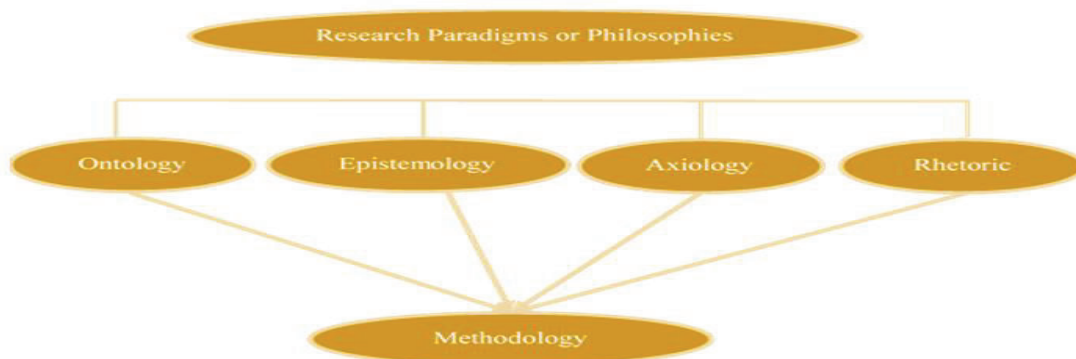 Research Paradigms or Philosophies
Ontology
Epistemology
Axiology
Rhetoric
Methodology